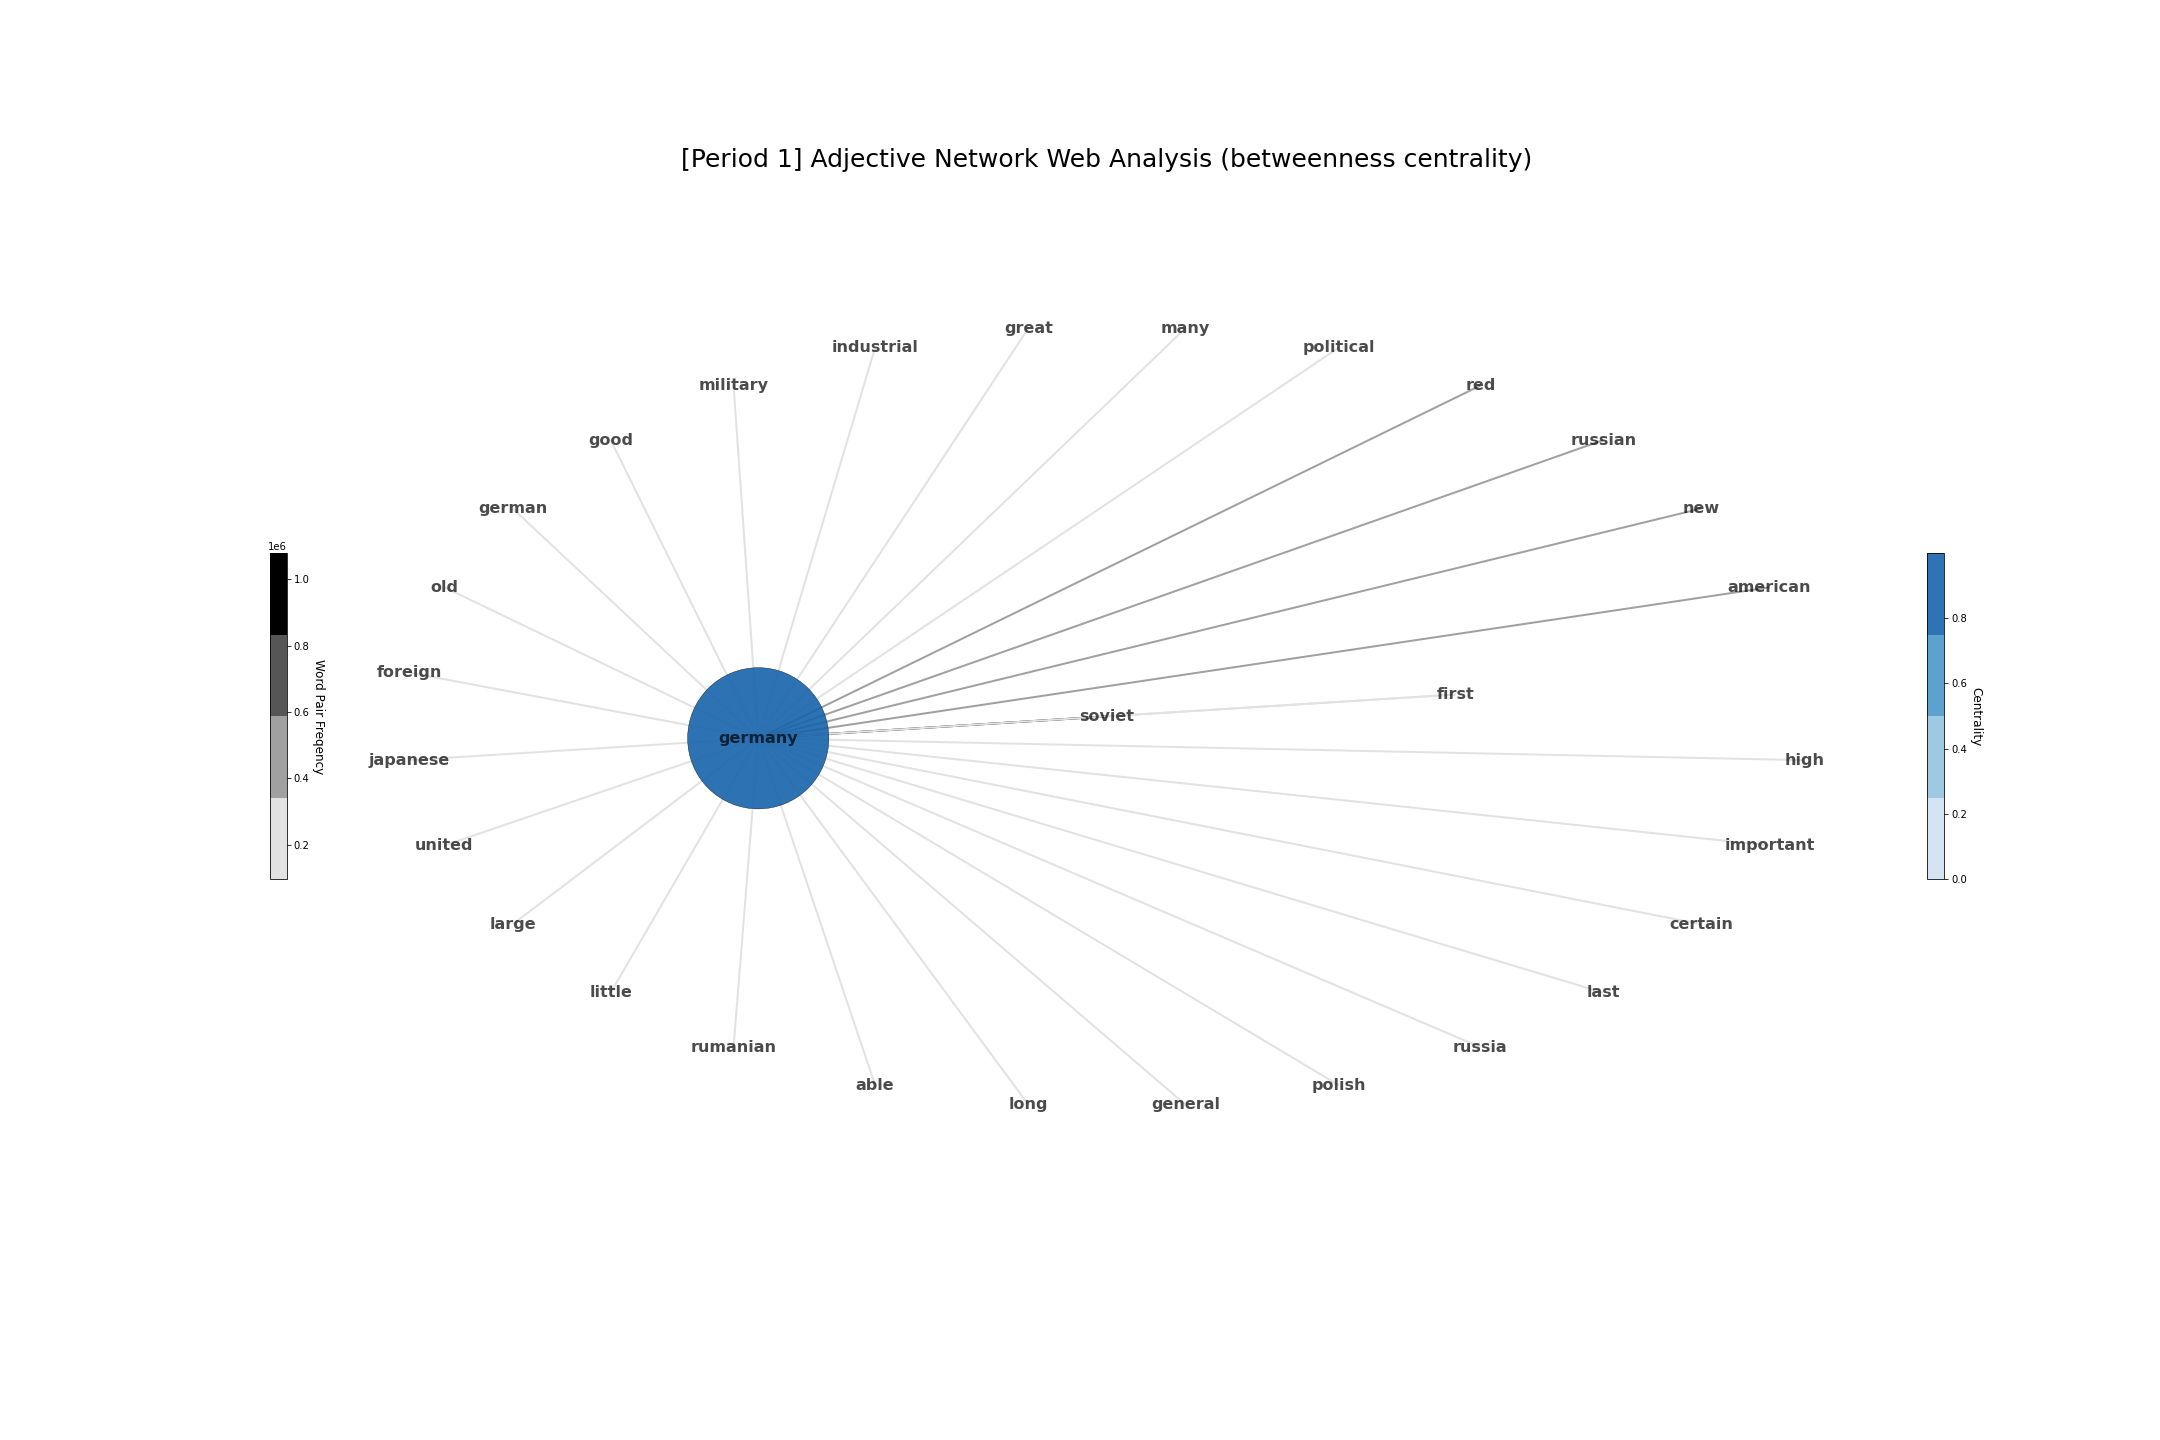 [Period 1] Adjective Network Web Analysis (betweenness centrality)
great
many
industrial
political
military
red
good
russian
german
new
1e6
1.0
0.8
0.6
0.4
0.2
Word Pair Freqency
old
american
foreign
first
soviet
germany
japanese
high
united
important
large
certain
little
last
rumanian
russia
able
polish
long
general
0.8
0.6
0.4
0.2
0.0
Centrality